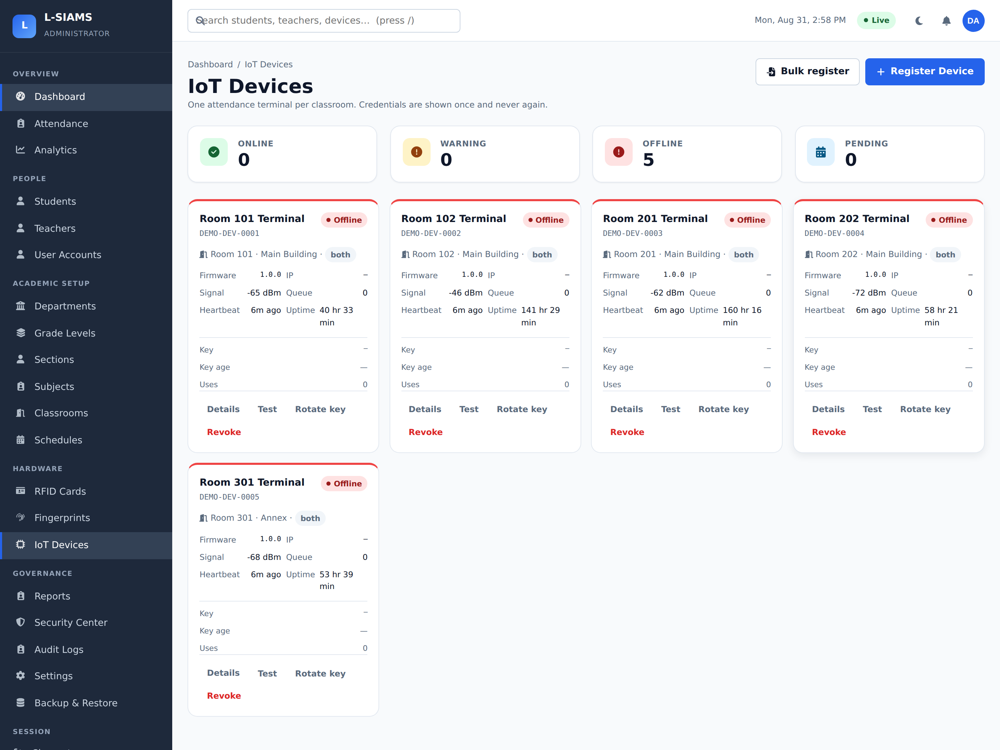 L
L-SIAMS
ADMINISTRATOR
OVERVIEW
Dashboard
Attendance
Analytics
PEOPLE
Students
Teachers
User Accounts
ACADEMIC SETUP
Departments
Grade Levels
Sections
Subjects
Classrooms
Schedules
HARDWARE
RFID Cards
Fingerprints
IoT Devices
GOVERNANCE
Reports
Security Center
Audit Logs
Settings
Backup & Restore
SESSION
Search students, teachers, devices... (press /)
Mon, Aug 31, 2:58 PM
Live
DA
Dashboard / IoT Devices
IoT Devices
One attendance terminal per classroom. Credentials are shown once and never again.
Bulk register
Register Device
ONLINE
0
WARNING
0
OFFLINE
5
PENDING
0
Room 101 Terminal Offline
DEMO-DEV-0001
Room 101 · Main Building · both
Firmware 1.0.0 IP —
Signal -65 dBm Queue 0
Heartbeat 6m ago Uptime 40 hr 33
min
Key —
Key age —
Uses 0
Details Test Rotate key
Revoke
Room 102 Terminal Offline
DEMO-DEV-0002
Room 102 · Main Building · both
Firmware 1.0.0 IP —
Signal -46 dBm Queue 0
Heartbeat 6m ago Uptime 141 hr 29
min
Key —
Key age —
Uses 0
Details Test Rotate key
Revoke
Room 201 Terminal Offline
DEMO-DEV-0003
Room 201 · Main Building · both
Firmware 1.0.0 IP —
Signal -62 dBm Queue 0
Heartbeat 6m ago Uptime 160 hr 16
min
Key —
Key age —
Uses 0
Details Test Rotate key
Revoke
Room 202 Terminal Offline
DEMO-DEV-0004
Room 202 · Main Building · both
Firmware 1.0.0 IP —
Signal -72 dBm Queue 0
Heartbeat 6m ago Uptime 58 hr 21
min
Key —
Key age —
Uses 0
Details Test Rotate key
Revoke
Room 301 Terminal Offline
DEMO-DEV-0005
Room 301 · Annex · both
Firmware 1.0.0 IP —
Signal -68 dBm Queue 0
Heartbeat 6m ago Uptime 53 hr 39
min
Key —
Key age —
Uses 0
Details Test Rotate key
Revoke